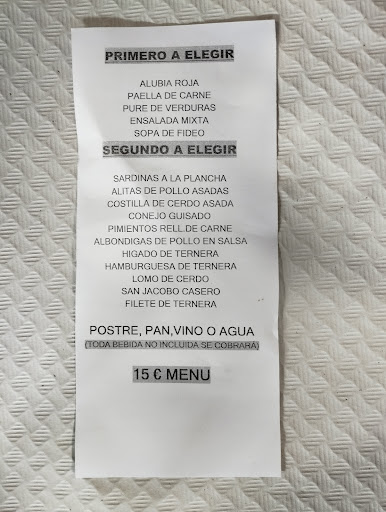 PRIMERO A ELEGIR
ALUBIA ROJA
PAELLA DE CARNE
PURE DE VERDURAS
ENSALADA MIXTA
SOPA DE FIDEO
SEGUNDO A ELEGIR
SARDINAS A LA PLANCHA
ALITAS DE POLLO ASADAS
COSTILLA DE CERDO ASADA
CONEJO GUISADO
PIMIENTOS RELL.DE CARNE
ALBONDIGAS DE POLLO EN SALSA
HIGADO DE TERNERA
HAMBURGUESA DE TERNERA
LOMO DE CERDO
SAN JACOBO CASERO
FILETE DE TERNERA
POSTRE, PAN,VINO O AGUA
(TODA BEBIDA NO INCLUIDA SE COBRARÁ)
15 € MENU